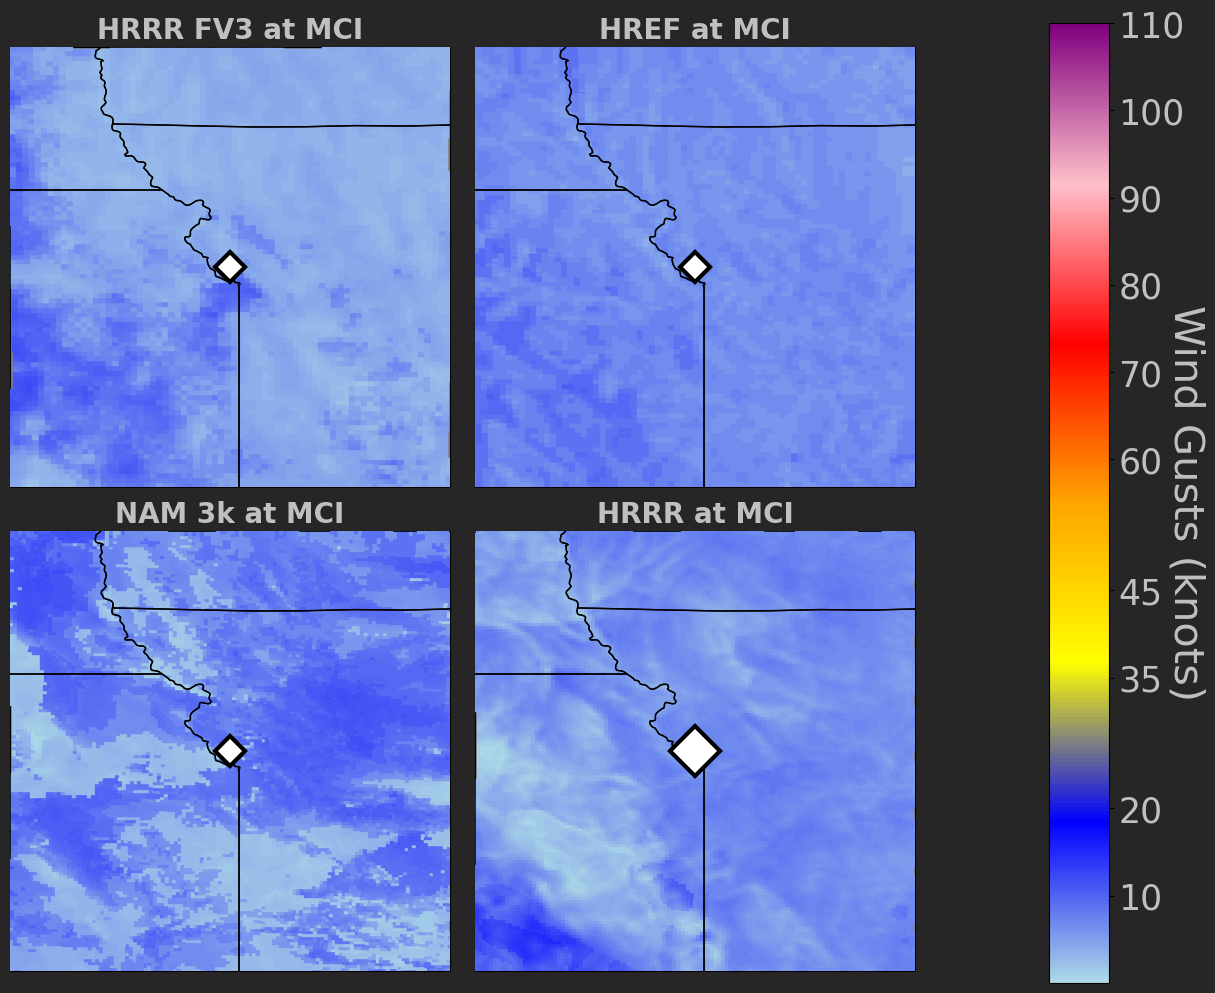 HRRR FV3 at MCI
HREF at MCI
NAM 3k at MCI
HRRR at MCI
110
100
90
80
70
60
45
35
20
10
Wind Gusts (knots)